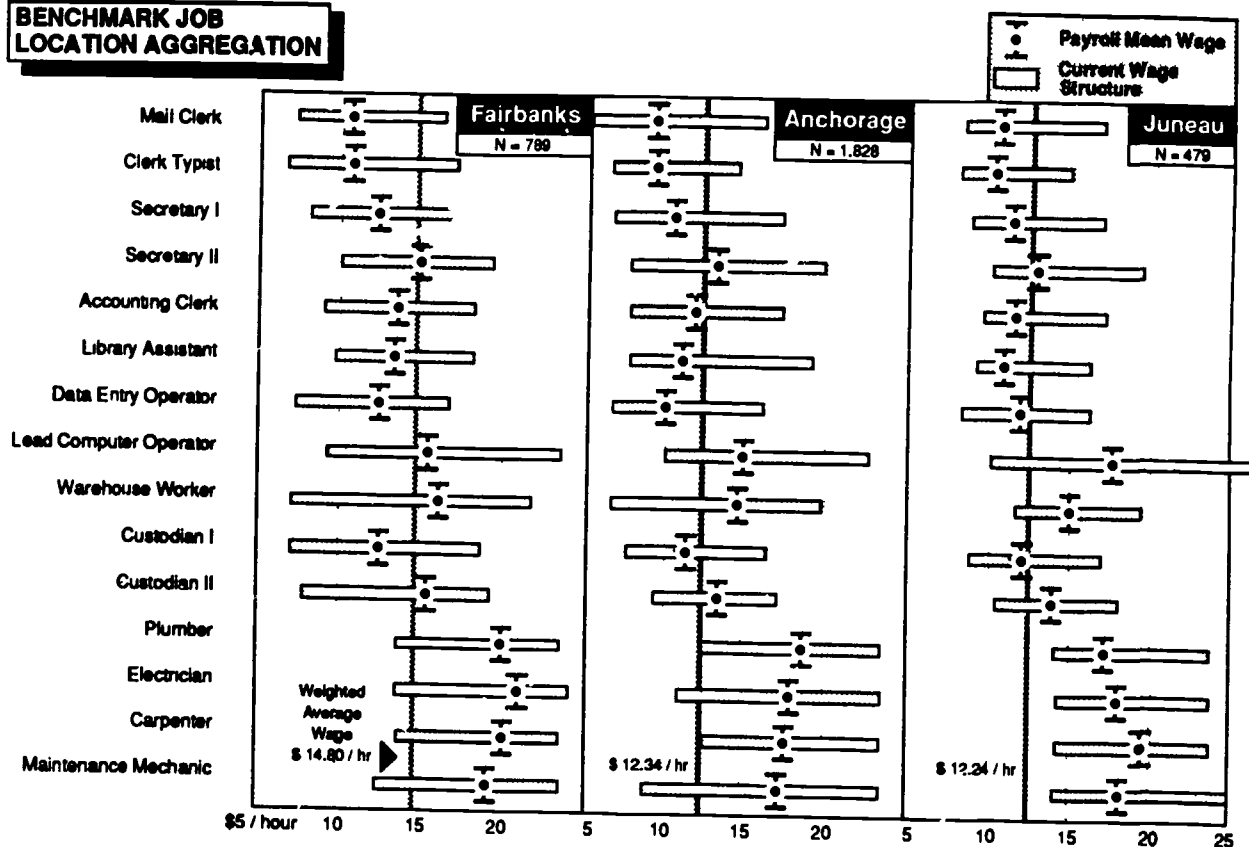 BENCHMARK JOB
LOCATION AGGREGATION
Payroll Mean Wage
Current Wage
Structure
Fairbanks
N = 789
Anchorage
N = 1.828
Juneau
N = 479
Mail Clerk
Clerk Typist
Secretary I
Secretary II
Accounting Clerk
Library Assistant
Data Entry Operator
Lead Computer Operator
Warehouse Worker
Custodian I
Custodian II
Plumber
Electrician
Carpenter
Maintenance Mechanic
Weighted
Average
Wage
$ 14.80 / hr
$ 12.34 / hr
$ 12.24 / hr
$5 / hour 10 15 20 5 10 15 20 5 10 15 20 25